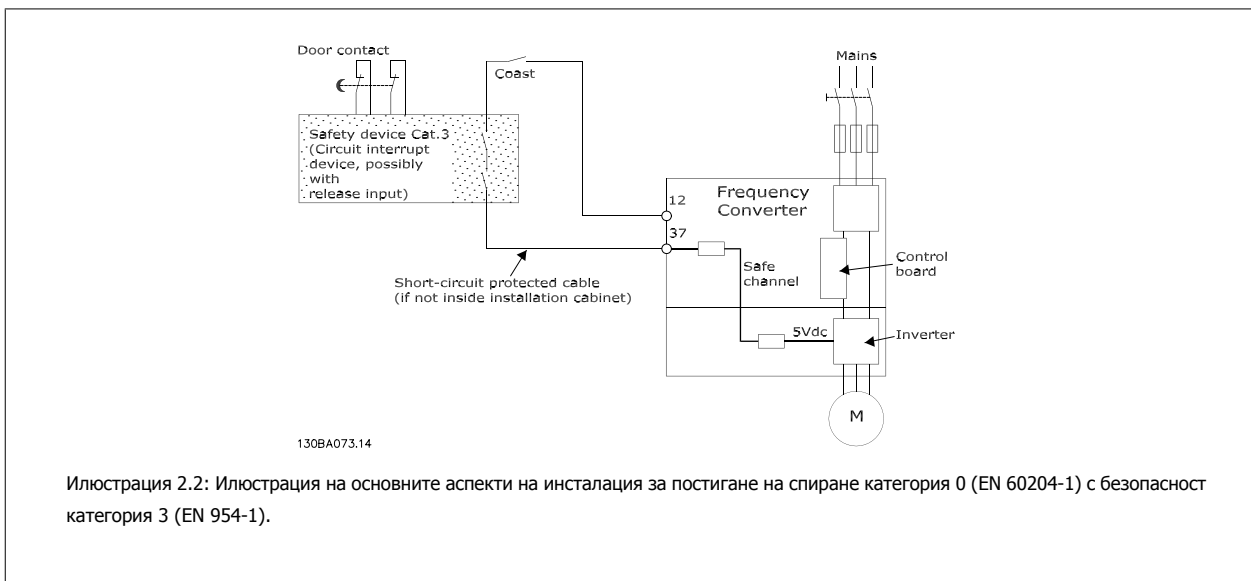 Door contact
Mains
Coast
Safety device Cat.3
(Circuit interrupt
device, possibly
with
release input)
12
Frequency
Converter
37
Control
board
Safe
channel
Short-circuit protected cable
(if not inside installation cabinet)
5Vdc
Inverter
M
130BA073.14
Илюстрация 2.2: Илюстрация на основните аспекти на инсталация за постигане на спиране категория 0 (EN 60204-1) с безопасност
категория 3 (EN 954-1).